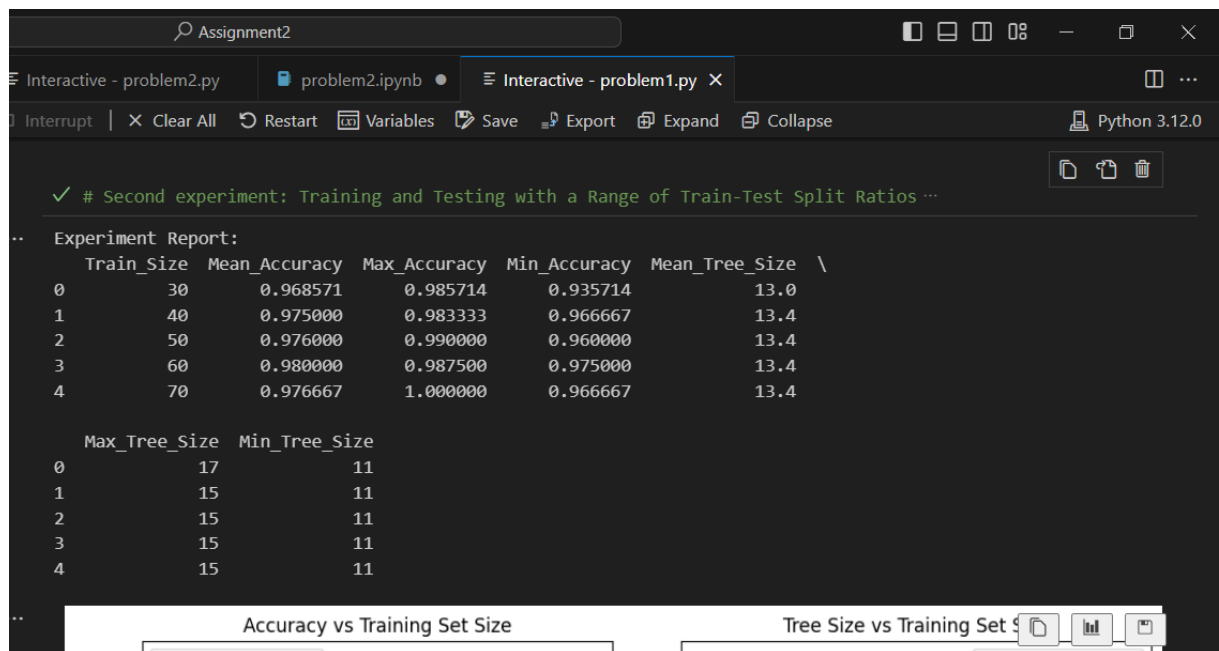 Assignment2
Interactive - problem2.py problem2.ipynb Interactive - problem1.py
Interrupt Clear All Restart Variables Save Export Expand Collapse Python 3.12.0
# Second experiment: Training and Testing with a Range of Train-Test Split Ratios ···
Experiment Report:
Train_Size Mean_Accuracy Max_Accuracy Min_Accuracy Mean_Tree_Size \
0 30 0.968571 0.985714 0.935714 13.0
1 40 0.975000 0.983333 0.966667 13.4
2 50 0.976000 0.990000 0.960000 13.4
3 60 0.980000 0.987500 0.975000 13.4
4 70 0.976667 1.000000 0.966667 13.4
Max_Tree_Size Min_Tree_Size
0 17 11
1 15 11
2 15 11
3 15 11
4 15 11
Accuracy vs Training Set Size Tree Size vs Training Set